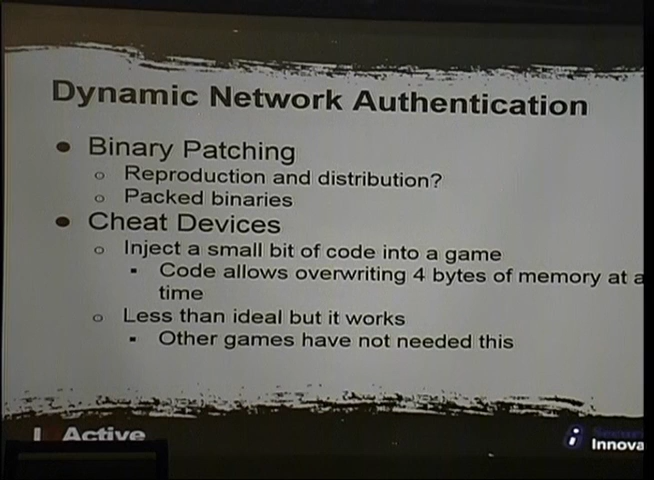 Dynamic Network Authentication
● Binary Patching
○ Reproduction and distribution?
○ Packed binaries
● Cheat Devices
○ Inject a small bit of code into a game
▪ Code allows overwriting 4 bytes of memory at a
time
○ Less than ideal but it works
▪ Other games have not needed this
Active
Innova